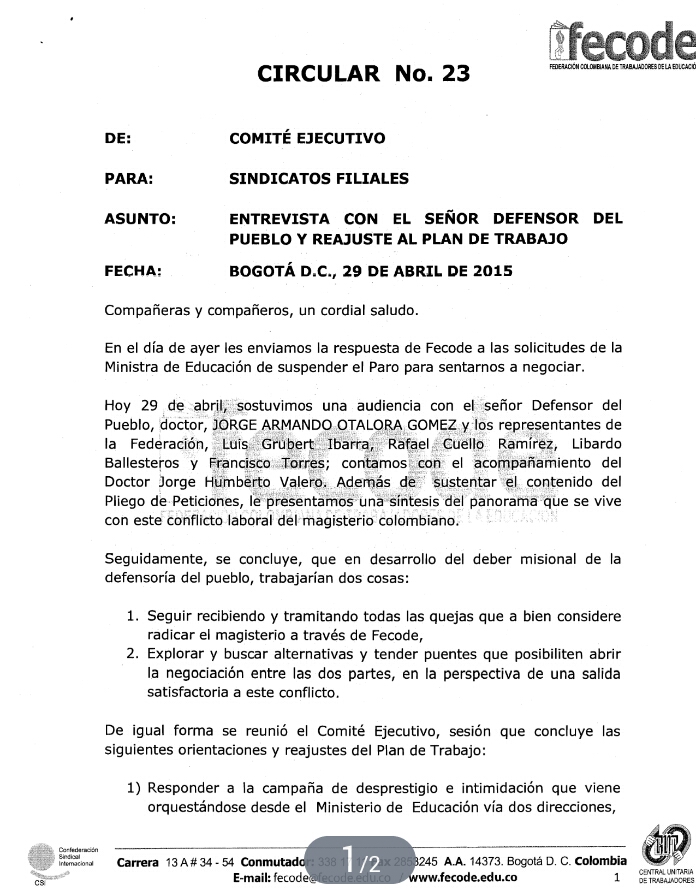 fecode
FEDERACIÓN COLOMBIANA DE TRABAJADORES DE LA EDUCACIÓ
CIRCULAR No. 23
DE: COMITÉ EJECUTIVO
PARA: SINDICATOS FILIALES
ASUNTO: ENTREVISTA CON EL SEÑOR DEFENSOR DEL
PUEBLO Y REAJUSTE AL PLAN DE TRABAJO
FECHA: BOGOTÁ D.C., 29 DE ABRIL DE 2015
Compañeras y compañeros, un cordial saludo.
En el día de ayer les enviamos la respuesta de Fecode a las solicitudes de la
Ministra de Educación de suspender el Paro para sentarnos a negociar.
Hoy 29 de abril, sostuvimos una audiencia con el señor Defensor del
Pueblo, doctor, JORGE ARMANDO OTALORA GOMEZ y los representantes de
la Federación, Luis Grubert Ibarra, Rafael Cuello Ramírez, Libardo
Ballesteros y Francisco Torres; contamos con el acompañamiento del
Doctor Jorge Humberto Valero. Además de sustentar el contenido del
Pliego de Peticiones, le presentamos una síntesis del panorama que se vive
con este conflicto laboral del magisterio colombiano.
Seguidamente, se concluye, que en desarrollo del deber misional de la
defensoría del pueblo, trabajarían dos cosas:
1. Seguir recibiendo y tramitando todas las quejas que a bien considere
radicar el magisterio a través de Fecode,
2. Explorar y buscar alternativas y tender puentes que posibiliten abrir
la negociación entre las dos partes, en la perspectiva de una salida
satisfactoria a este conflicto.
De igual forma se reunió el Comité Ejecutivo, sesión que concluye las
siguientes orientaciones y reajustes del Plan de Trabajo:
1) Responder a la campaña de desprestigio e intimidación que viene
orquestándose desde el Ministerio de Educación vía dos direcciones,
Confederación
Sindical
Internacional
CSI
Carrera 13 A # 34 - 54 Conmutador: 338 3245 A.A. 14373. Bogotá D. C. Colombia
E-mail: fecode@fecode.edu.co / www.fecode.edu.co 1
1/2
CUT
CENTRAL UNITARIA
DE TRABAJADORES